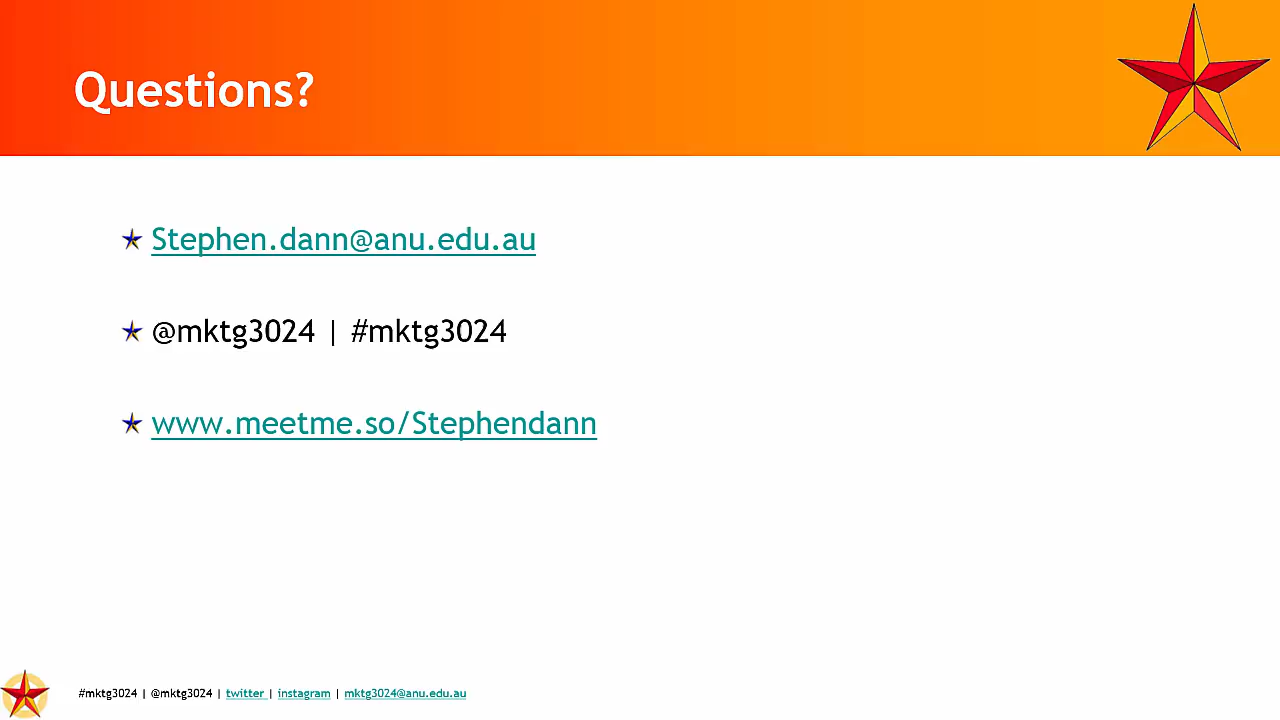 Questions?
Stephen.dann@anu.edu.au
@mktg3024 | #mktg3024
www.meetme.so/Stephendann
#mktg3024 | @mktg3024 | twitter | instagram | mktg3024@anu.edu.au